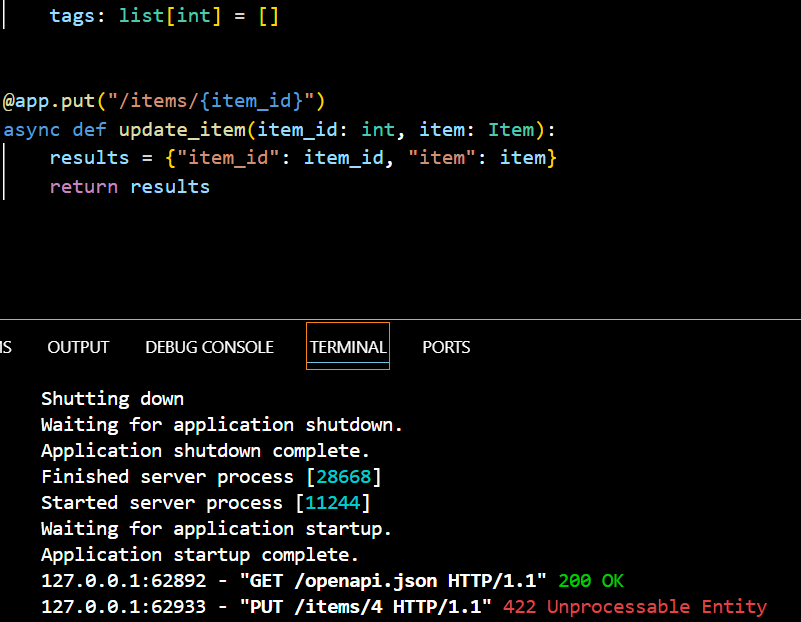 tags: list[int] = []
@app.put("/items/{item_id}")
async def update_item(item_id: int, item: Item):
results = {"item_id": item_id, "item": item}
return results
OUTPUT DEBUG CONSOLE TERMINAL PORTS
Shutting down
Waiting for application shutdown.
Application shutdown complete.
Finished server process [28668]
Started server process [11244]
Waiting for application startup.
Application startup complete.
127.0.0.1:62892 - "GET /openapi.json HTTP/1.1" 200 OK
127.0.0.1:62933 - "PUT /items/4 HTTP/1.1" 422 Unprocessable Entity